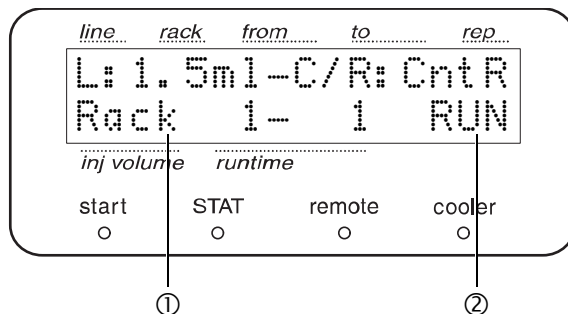 line rack from to rep
L: 1.5ml-C/R: CntR
Rack 1- 1 RUN
inj volume runtime
start STAT remote cooler
① ②